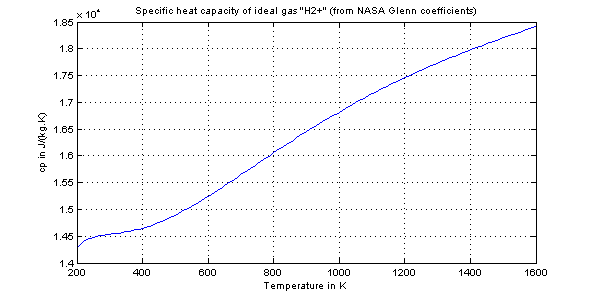 Specific heat capacity of ideal gas "H2+" (from NASA Glenn coefficients)
x 10⁴
1.85
1.8
1.75
1.7
1.65
1.6
1.55
1.5
1.45
1.4
cp in J/(kg.K)
200 400 600 800 1000 1200 1400 1600
Temperature in K